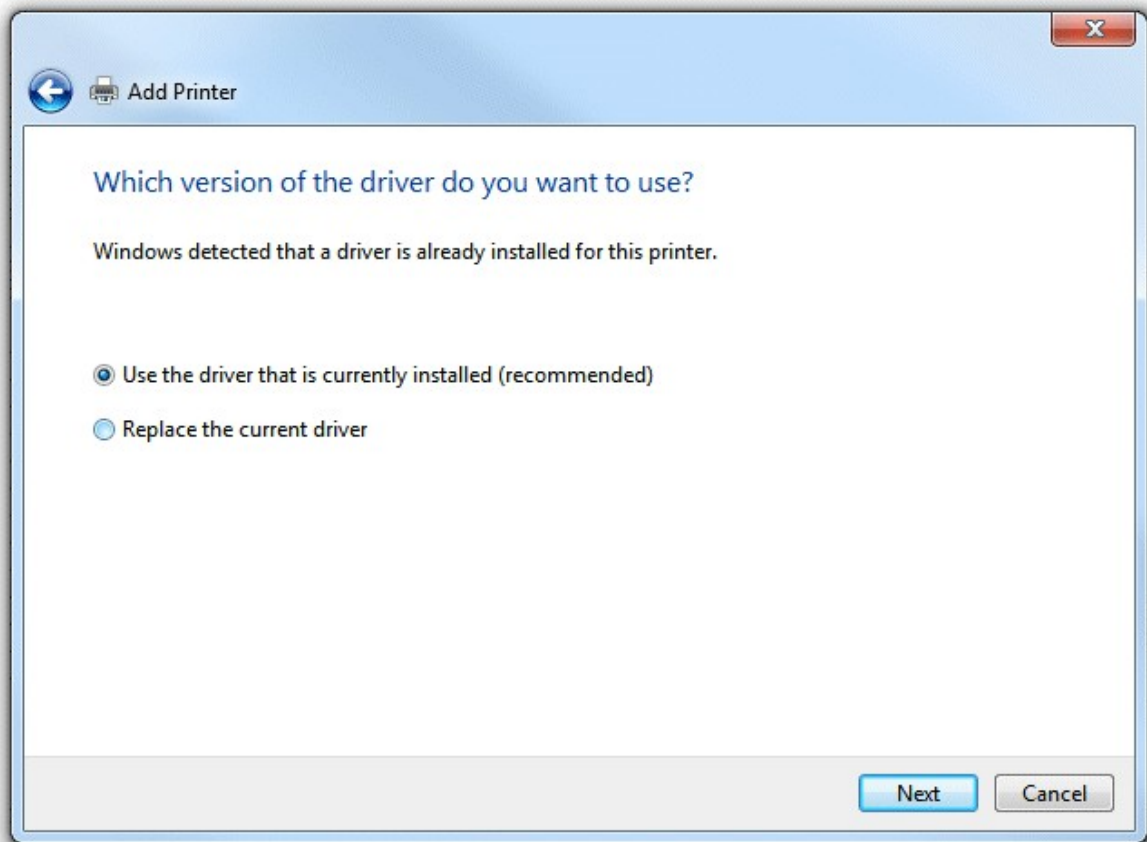 Add Printer
Which version of the driver do you want to use?
Windows detected that a driver is already installed for this printer.
Use the driver that is currently installed (recommended)
Replace the current driver
Next
Cancel